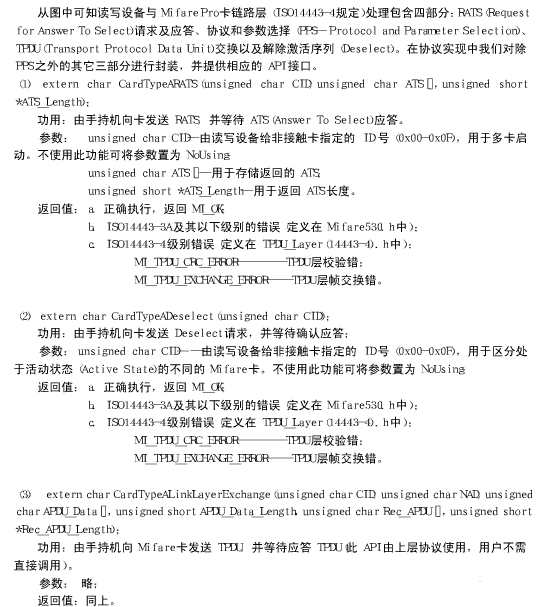 从图中可知读写设备与 MifarePro卡链路层 (ISO14443-4规定)处理包含四部分：RATS (Request
for Answer To Select)请求及应答、协议和参数选择 (PPS－Protocol and Parameter Selection)、
TPDU(Transport Protocol Data Unit)交换以及解除激活序列 (Deselect)。在协议实现中我们对除
PPS之外的其它三部分进行封装，并提供相应的 API接口。
(1) extern char CardTypeARATS(unsigned char CID, unsigned char ATS[], unsigned short
*ATS_Length);
功用：由手持机向卡发送 RATS, 并等待 ATS(Answer To Select)应答。
参数： unsigned char CID—由读写设备给非接触卡指定的 ID号 (0x00-0x0F)，用于多卡启
动。不使用此功能可将参数置为 NoUsing;
unsigned char ATS[]—用于存储返回的 ATS;
unsigned short *ATS_Length—用于返回 ATS长度。
返回值： a. 正确执行，返回 MI_OK;
b. ISO14443-3A及其以下级别的错误 (定义在 Mifare530.h中)；
c. ISO14443-4级别错误 (定义在 TPDU_Layer(14443-4).h中)；
MI_TPDU_CRC_ERROR————TPDU层校验错；
MI_TPDU_EXCHANGE_ERROR——TPDU层帧交换错。
(2) extern char CardTypeADeselect(unsigned char CID);
功用：由手持机向卡发送 Deselect请求，并等待确认应答；
参数： unsigned char CID——由读写设备给非接触卡指定的 ID号 (0x00-0x0F)，用于区分处
于活动状态 (Active State)的不同的 Mifare卡。不使用此功能可将参数置为 NoUsing;
返回值： a. 正确执行，返回 MI_OK;
b. ISO14443-3A及其以下级别的错误 (定义在 Mifare530.h中)；
c. ISO14443-4级别错误 (定义在 TPDU_Layer(14443-4).h中)；
MI_TPDU_CRC_ERROR————TPDU层校验错；
MI_TPDU_EXCHANGE_ERROR——TPDU层帧交换错。
(3) extern char CardTypeALinkLayerExchange(unsigned char CID, unsigned char NAD, unsigned
char APDU_Data[], unsigned short APDU_Data_Length, unsigned char Rec_APDU[], unsigned short
*Rec_APDU_Length);
功用：由手持机向 Mifare卡发送 TPDU, 并等待应答 TPDU(此 API由上层协议使用，用户不需
直接调用)。
参数： 略；
返回值：同上。